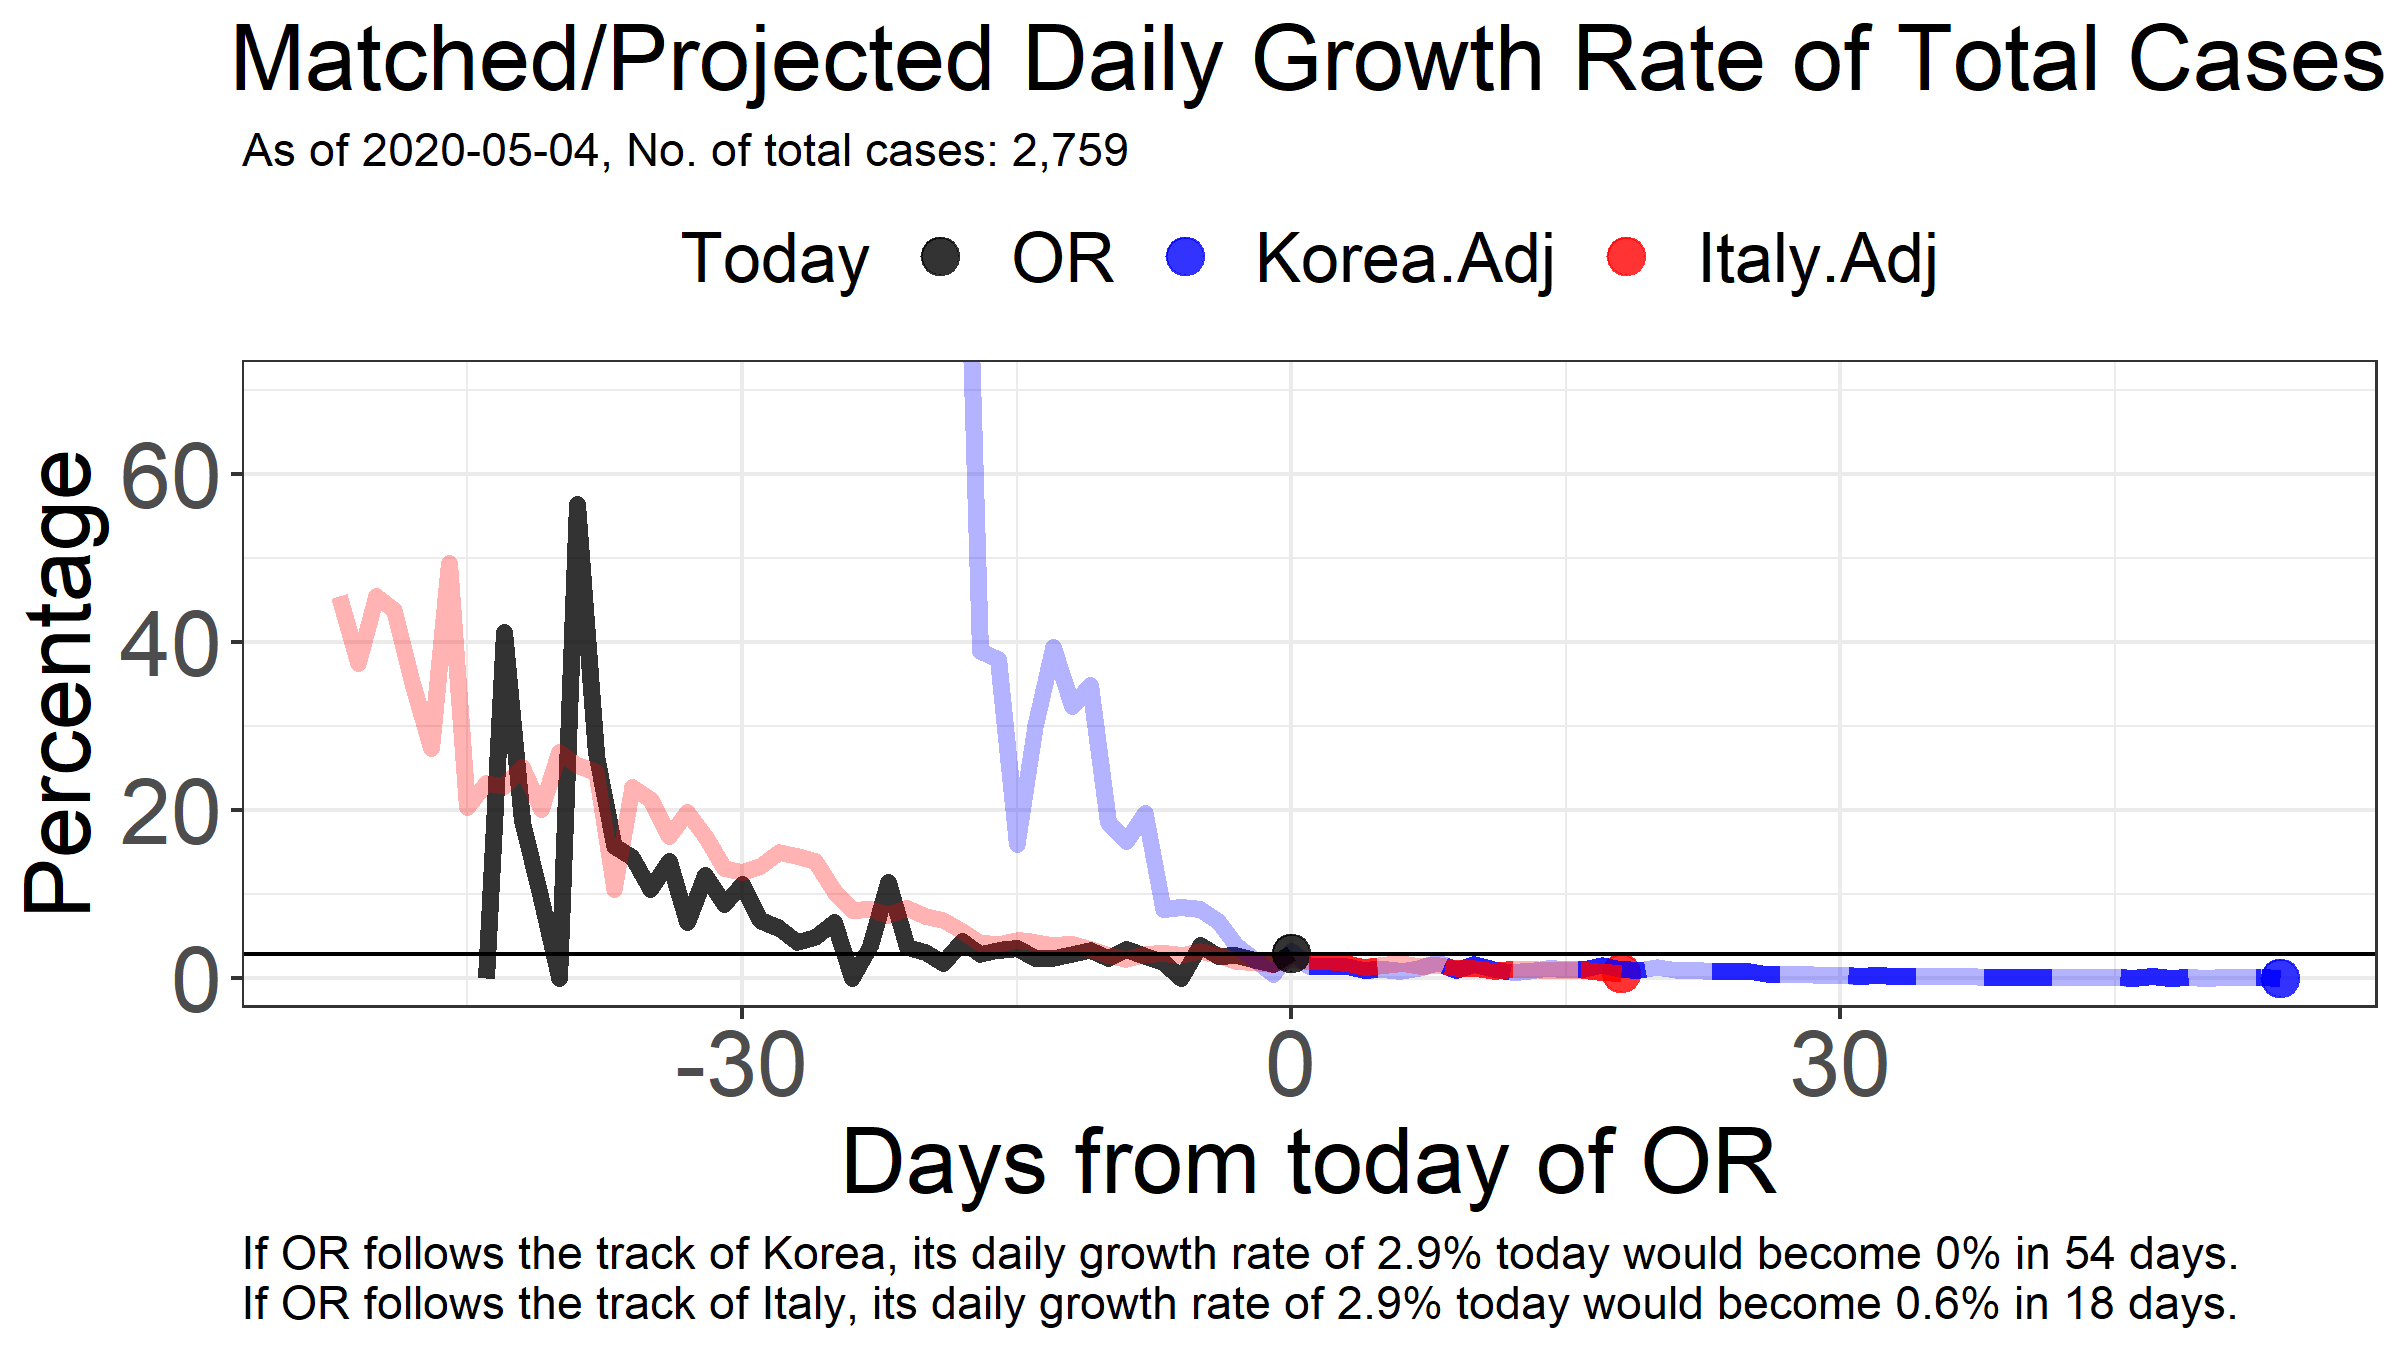 Matched/Projected Daily Growth Rate of Total Cases
As of 2020-05-04, No. of total cases: 2,759
Today OR Korea.Adj Italy.Adj
Percentage
60
40
20
0
-30 0 30
Days from today of OR
If OR follows the track of Korea, its daily growth rate of 2.9% today would become 0% in 54 days.
If OR follows the track of Italy, its daily growth rate of 2.9% today would become 0.6% in 18 days.